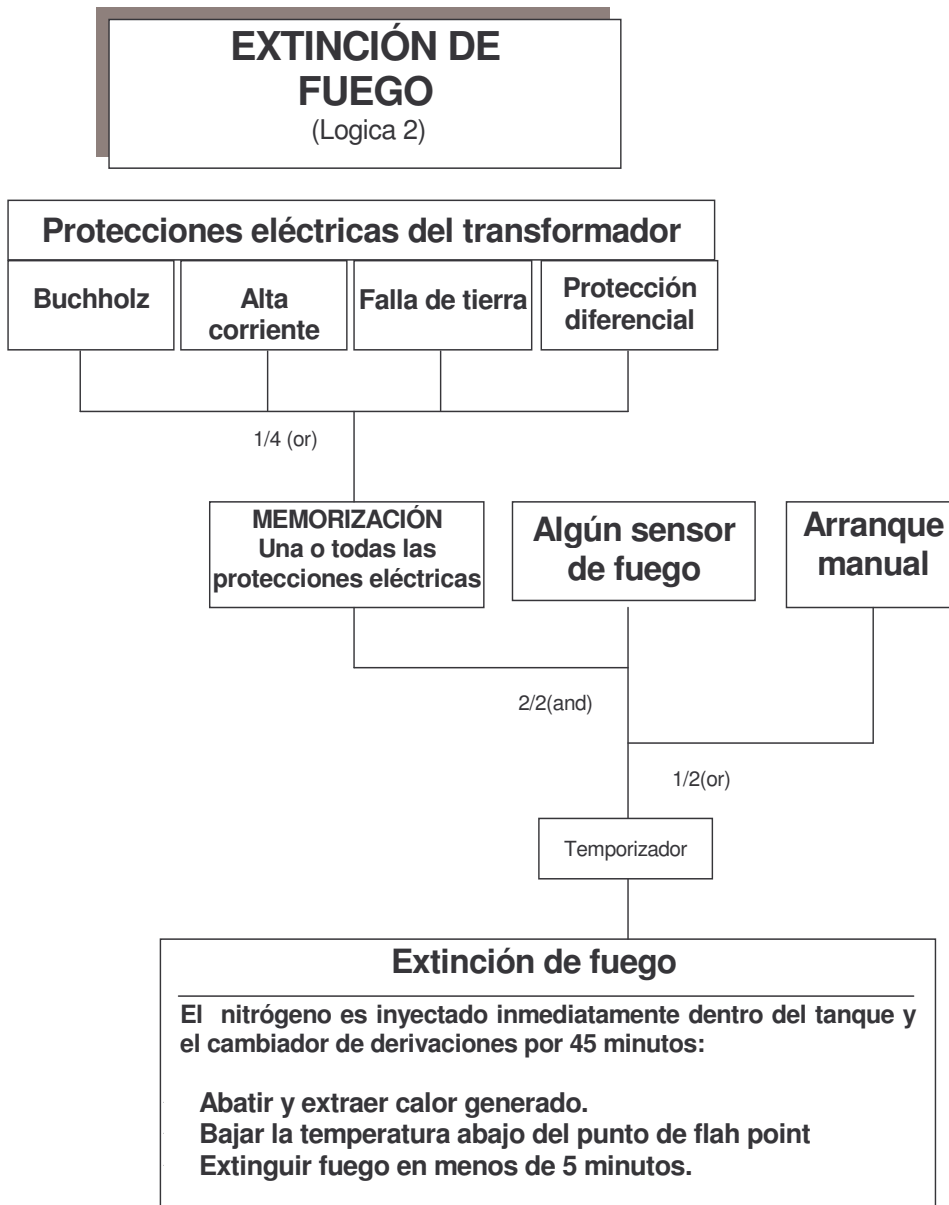 EXTINCIÓN DE
FUEGO
(Logica 2)
Protecciones eléctricas del transformador
Buchholz
Alta
corriente
Falla de tierra
Protección
diferencial
1/4 (or)
MEMORIZACIÓN
Una o todas las
protecciones eléctricas
Algún sensor
de fuego
Arranque
manual
2/2(and)
1/2(or)
Temporizador
Extinción de fuego
El nitrógeno es inyectado inmediatamente dentro del tanque y
el cambiador de derivaciones por 45 minutos:
Abatir y extraer calor generado.
Bajar la temperatura abajo del punto de flah point
Extinguir fuego en menos de 5 minutos.